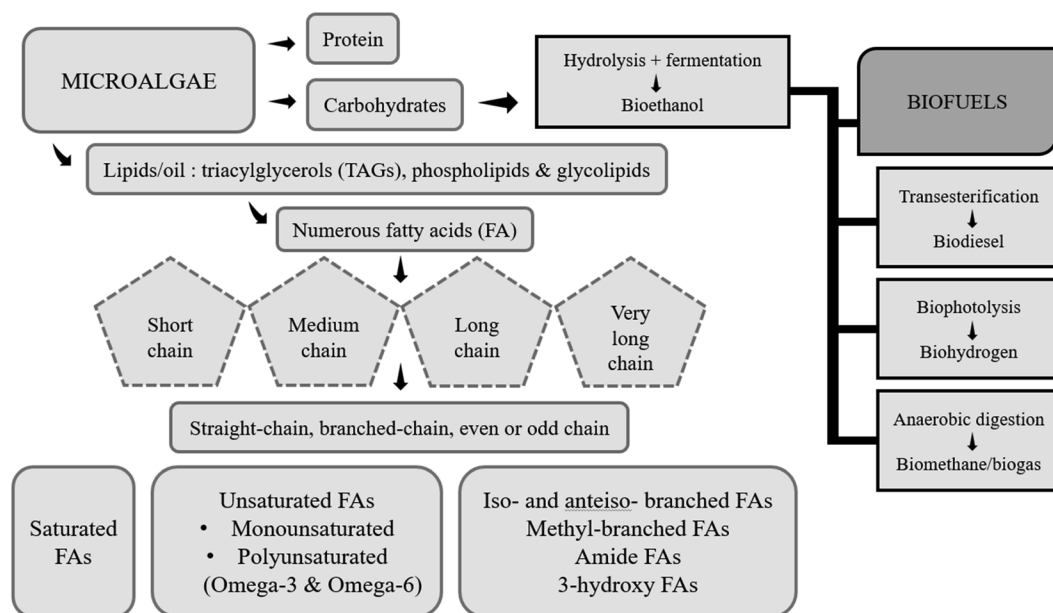 MICROALGAE
Protein
Carbohydrates
Hydrolysis + fermentation
Bioethanol
BIOFUELS
Lipids/oil : triacylglycerols (TAGs), phospholipids & glycolipids
Transesterification
Biodiesel
Numerous fatty acids (FA)
Short
chain
Medium
chain
Long
chain
Very
long
chain
Biophotolysis
Biohydrogen
Straight-chain, branched-chain, even or odd chain
Anaerobic digestion
Biomethane/biogas
Saturated
FAs
Unsaturated FAs
• Monounsaturated
• Polyunsaturated
(Omega-3 & Omega-6)
Iso- and anteiso- branched FAs
Methyl-branched FAs
Amide FAs
3-hydroxy FAs